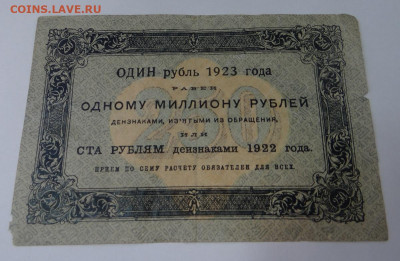 COINS.LAVE.RU
ОДИН рубль 1923 года
РАВЕН
ОДНОМУ МИЛЛИОНУ РУБЛЕЙ
ДЕНЗНАКАМИ, ИЗЪЯТЫМИ ИЗ ОБРАЩЕНИЯ,
ИЛИ
СТА РУБЛЯМ дензнаками 1922 года.
ПРИЕМ ПО СЕМУ РАСЧЕТУ ОБЯЗАТЕЛЕН ДЛЯ ВСЕХ.
250